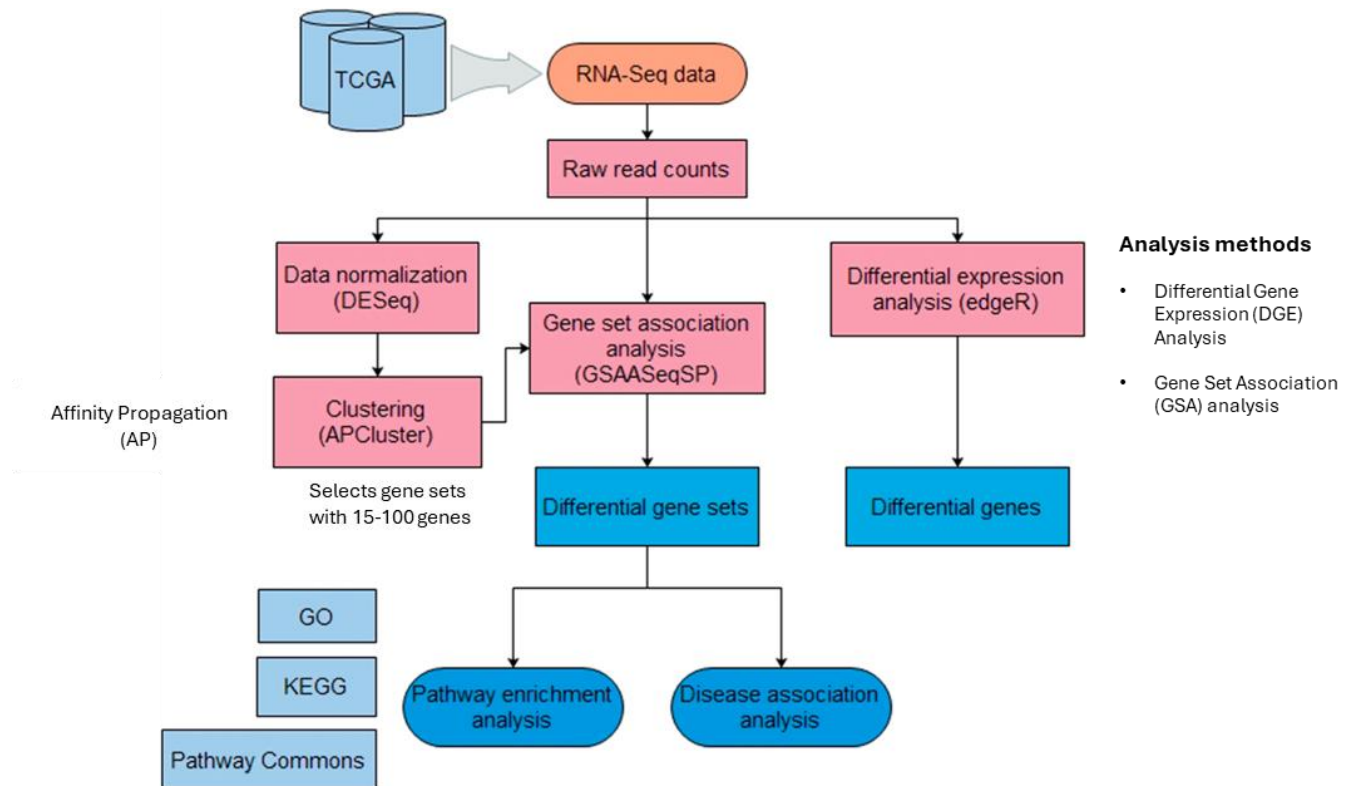 TCGA
RNA-Seq data
Raw read counts
Data normalization
(DESeq)
Gene set association
analysis
(GSAASeqSP)
Differential expression
analysis (edgeR)
Analysis methods
• Differential Gene
Expression (DGE)
Analysis
• Gene Set Association
(GSA) analysis
Affinity Propagation
(AP)
Clustering
(APCluster)
Selects gene sets
with 15-100 genes
Differential gene sets
Differential genes
GO
KEGG
Pathway Commons
Pathway enrichment
analysis
Disease association
analysis